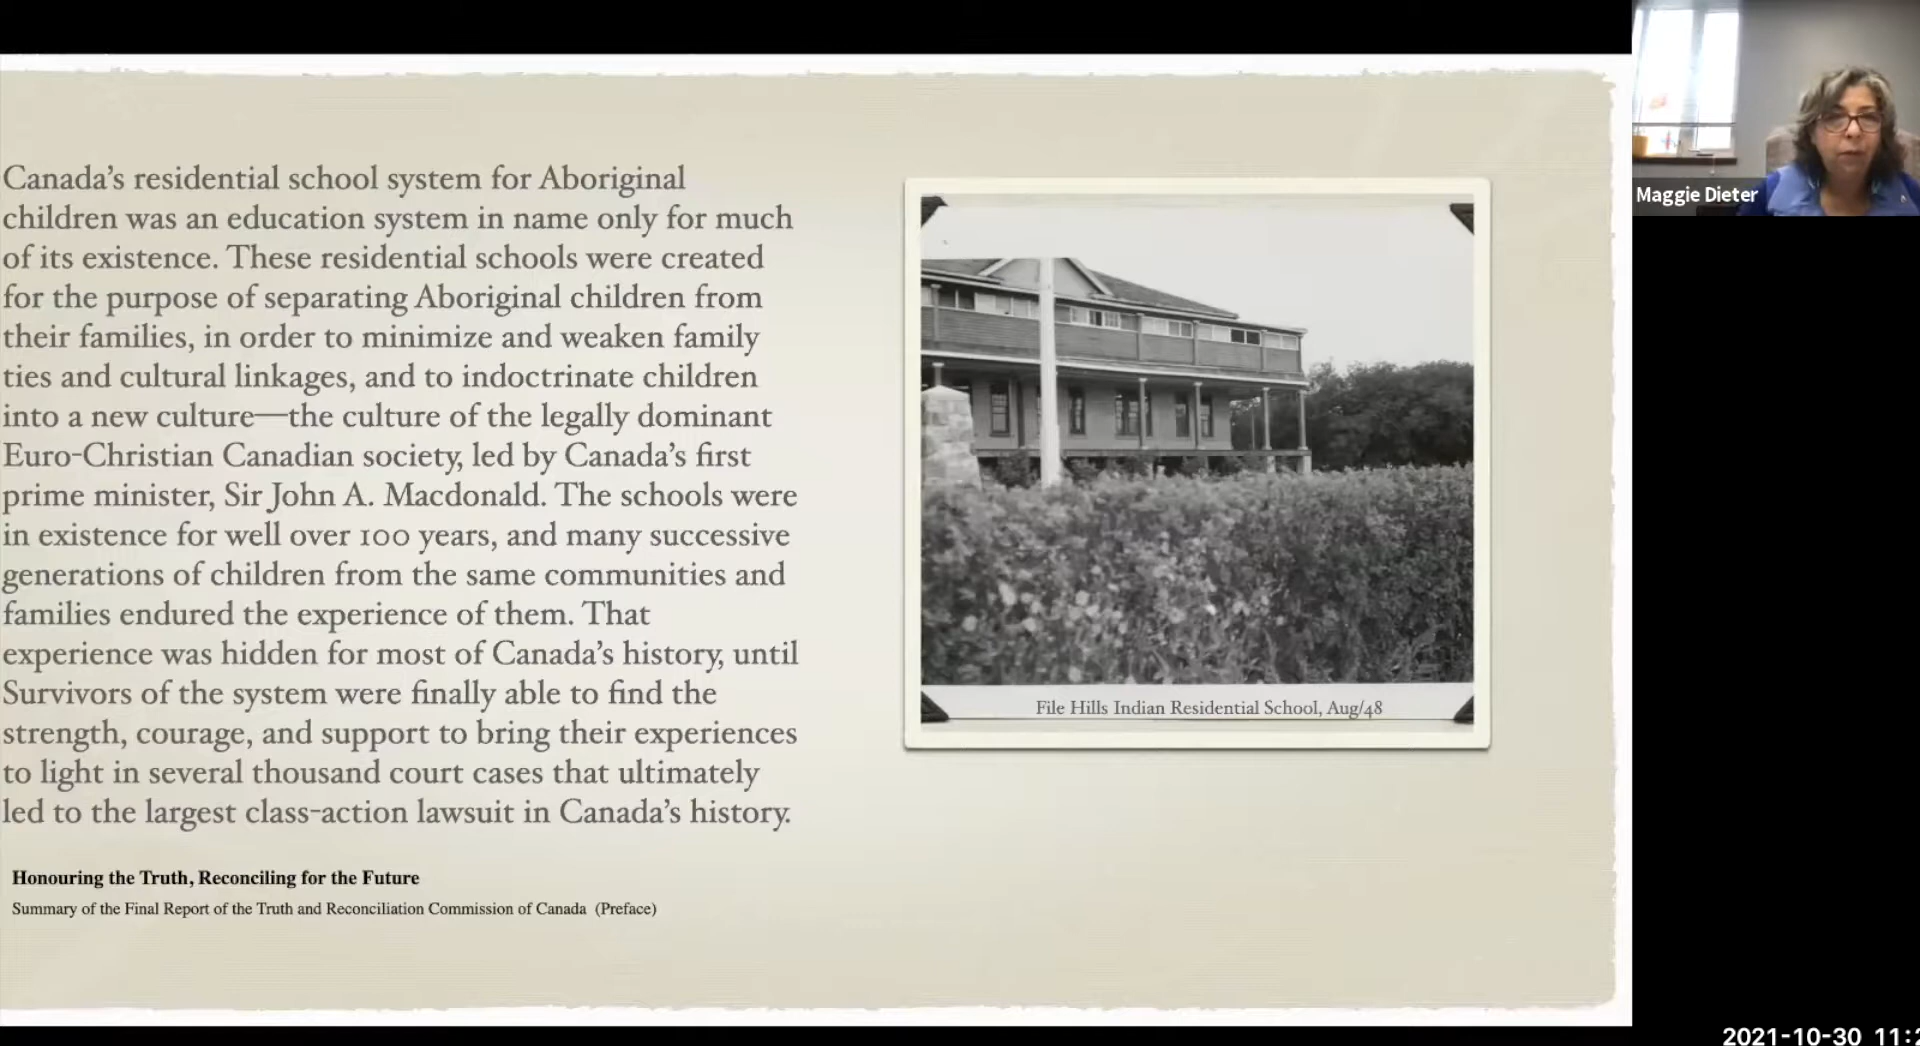 Canada’s residential school system for Aboriginal
children was an education system in name only for much
of its existence. These residential schools were created
for the purpose of separating Aboriginal children from
their families, in order to minimize and weaken family
ties and cultural linkages, and to indoctrinate children
into a new culture—the culture of the legally dominant
Euro-Christian Canadian society, led by Canada’s first
prime minister, Sir John A. Macdonald. The schools were
in existence for well over 100 years, and many successive
generations of children from the same communities and
families endured the experience of them. That
experience was hidden for most of Canada’s history, until
Survivors of the system were finally able to find the
strength, courage, and support to bring their experiences
to light in several thousand court cases that ultimately
led to the largest class-action lawsuit in Canada’s history.
Honouring the Truth, Reconciling for the Future
Summary of the Final Report of the Truth and Reconciliation Commission of Canada (Preface)
File Hills Indian Residential School, Aug/48
Maggie Dieter
2021-10-30